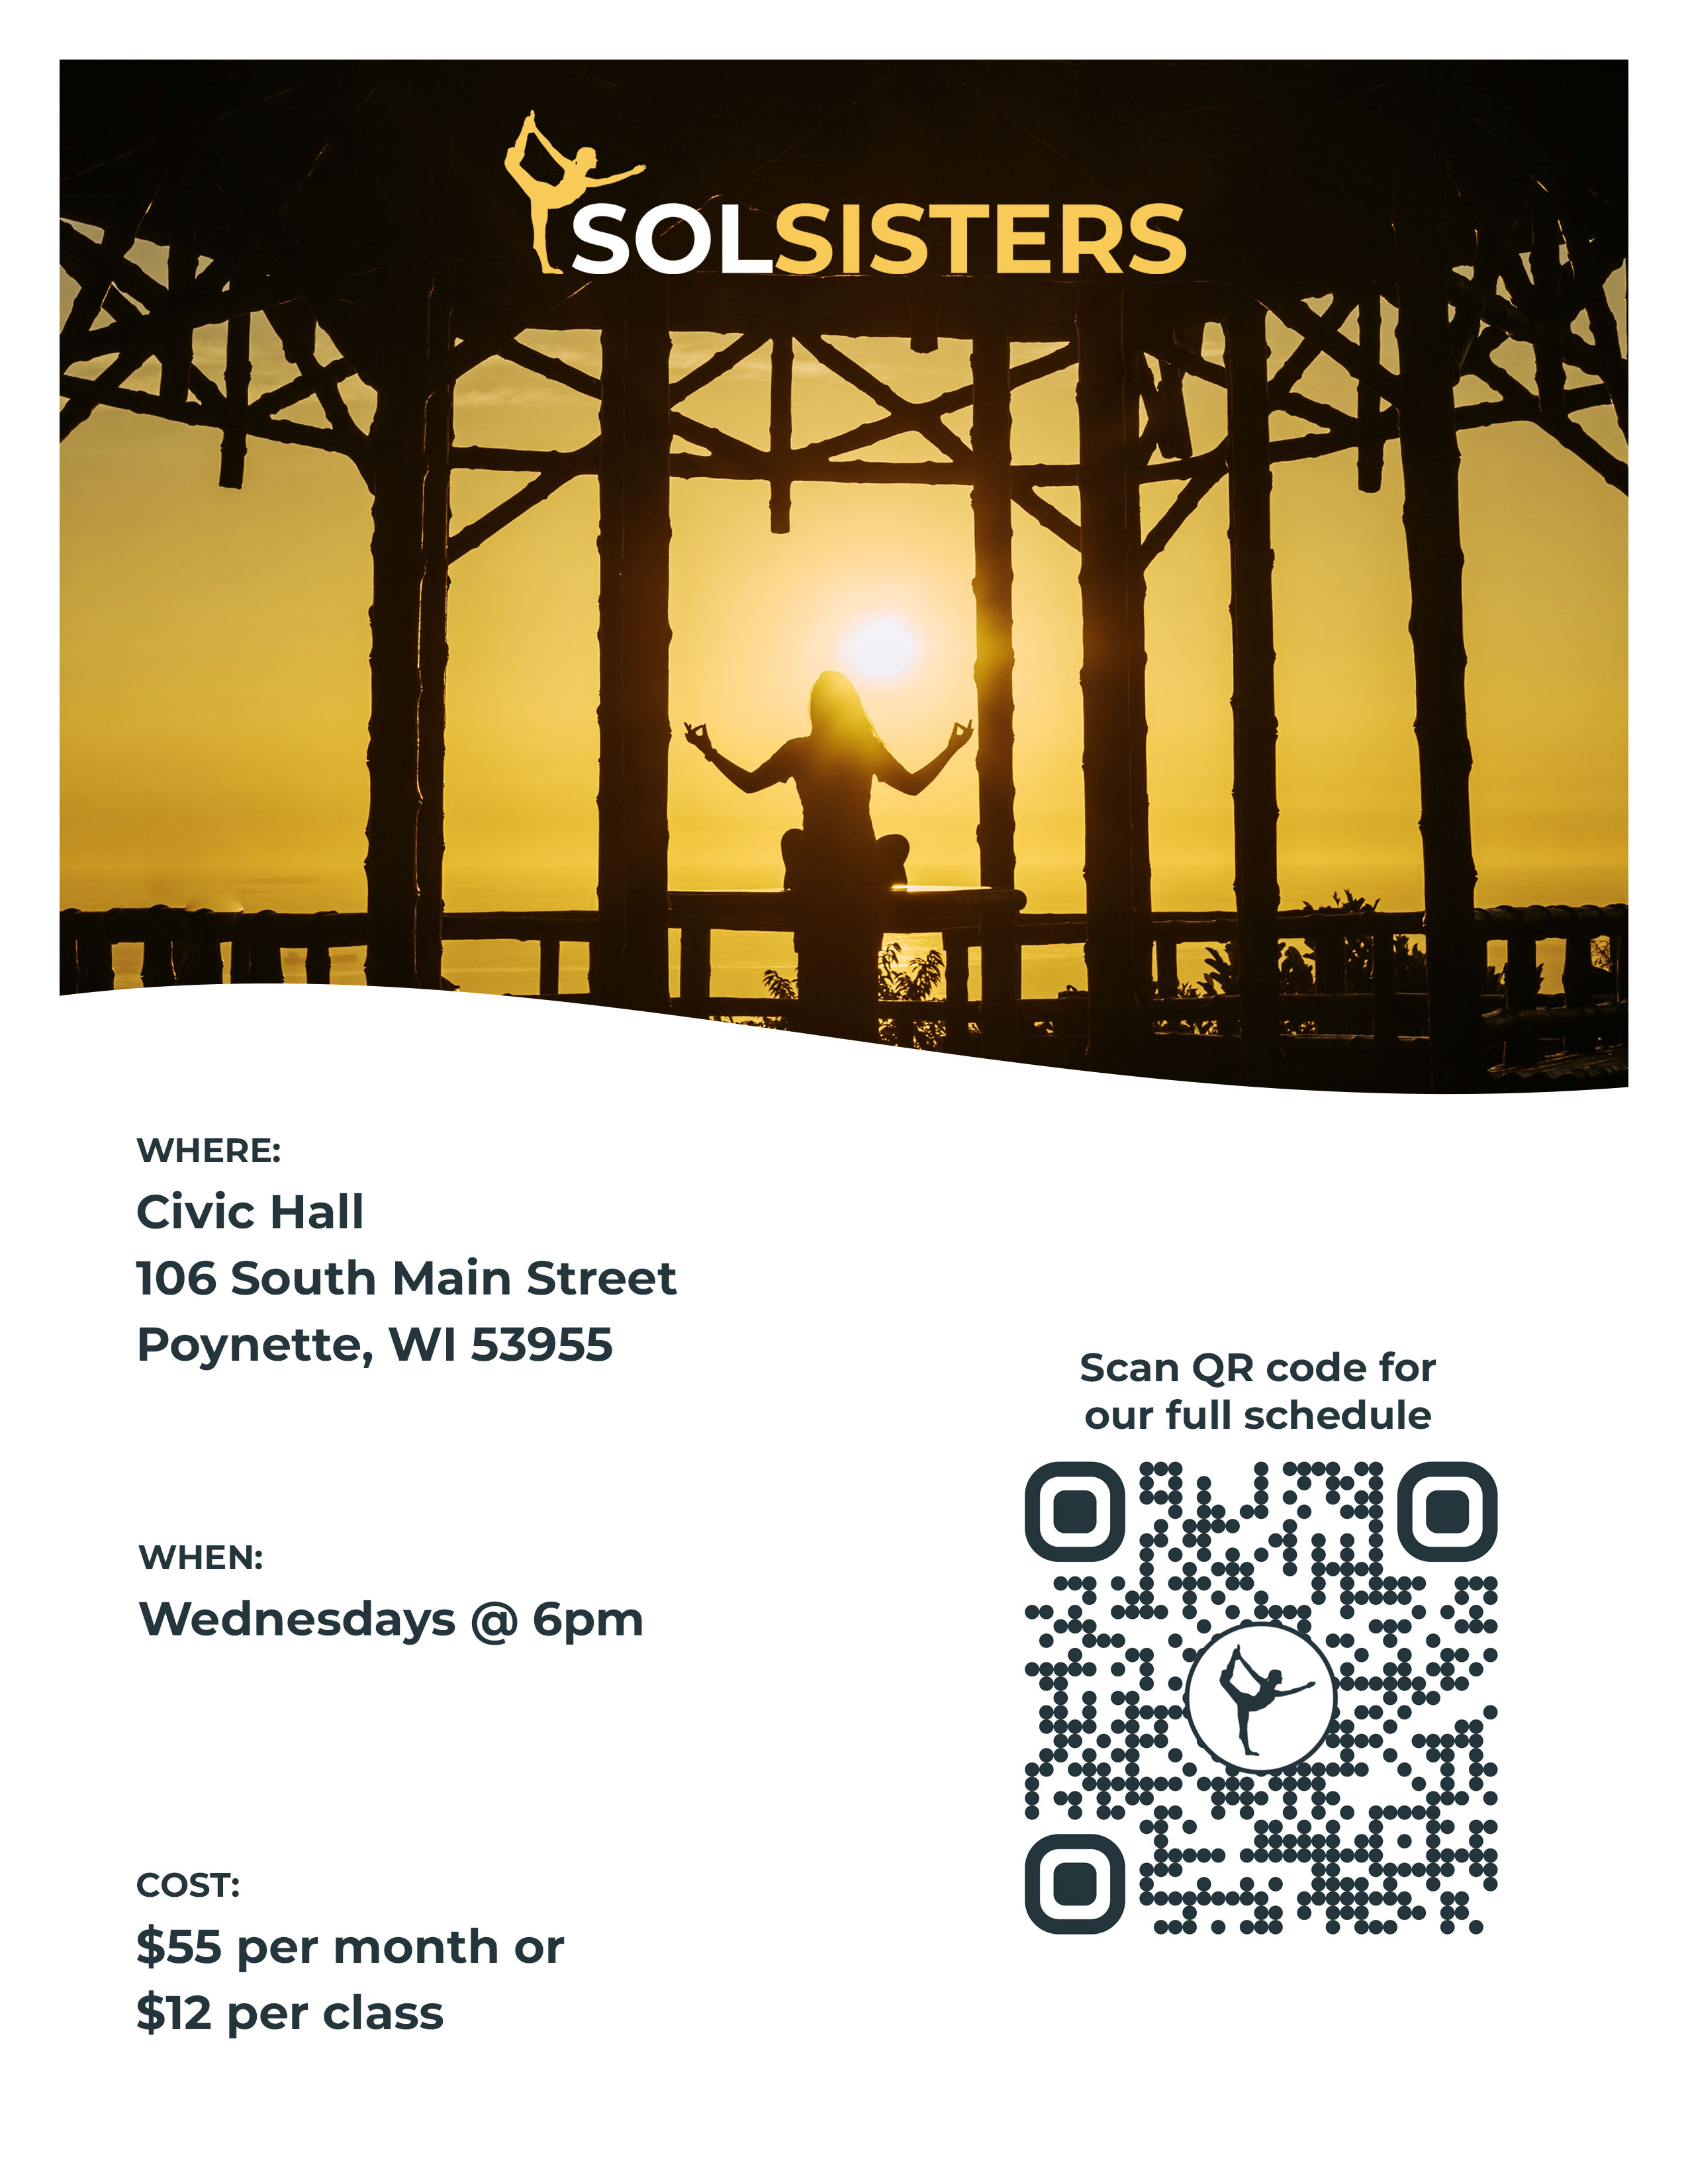 SOLSISTERS
WHERE:
Civic Hall
106 South Main Street
Poynette, WI 53955
Scan QR code for
our full schedule
WHEN:
Wednesdays @ 6pm
COST:
$55 per month or
$12 per class